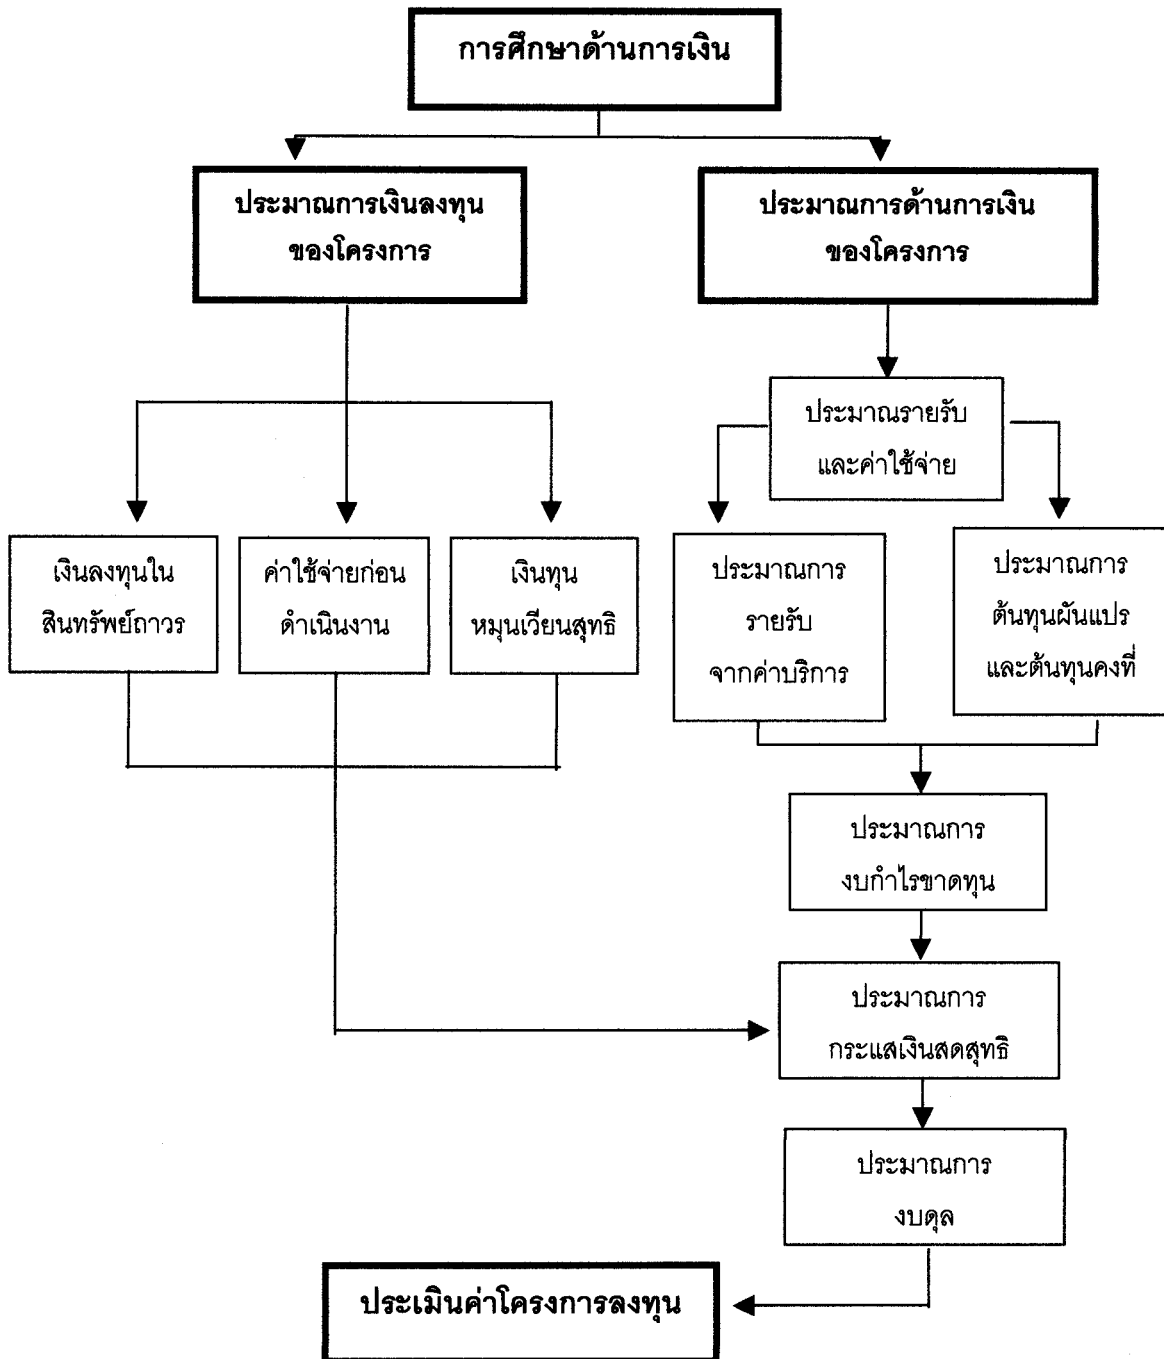 การศึกษาด้านการเงิน
ประมาณการเงินลงทุน
ของโครงการ
ประมาณการด้านการเงิน
ของโครงการ
ประมาณรายรับ
และค่าใช้จ่าย
เงินลงทุนใน
สินทรัพย์ถาวร
ค่าใช้จ่ายก่อน
ดำเนินงาน
เงินทุน
หมุนเวียนสุทธิ
ประมาณการ
รายรับ
จากค่าบริการ
ประมาณการ
ต้นทุนผันแปร
และต้นทุนคงที่
ประมาณการ
งบกำไรขาดทุน
ประมาณการ
กระแสเงินสดสุทธิ
ประมาณการ
งบดุล
ประเมินค่าโครงการลงทุน